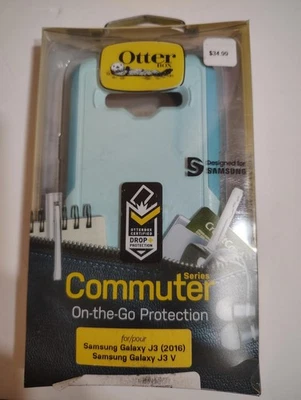 Otter
BOX
$34.99
Designed for
SAMSUNG
OTTERBOX CERTIFIED
DROP+
PROTECTION
Commuter
Series
On-the-Go Protection
for/pour
Samsung Galaxy J3 (2016)
Samsung Galaxy J3 V